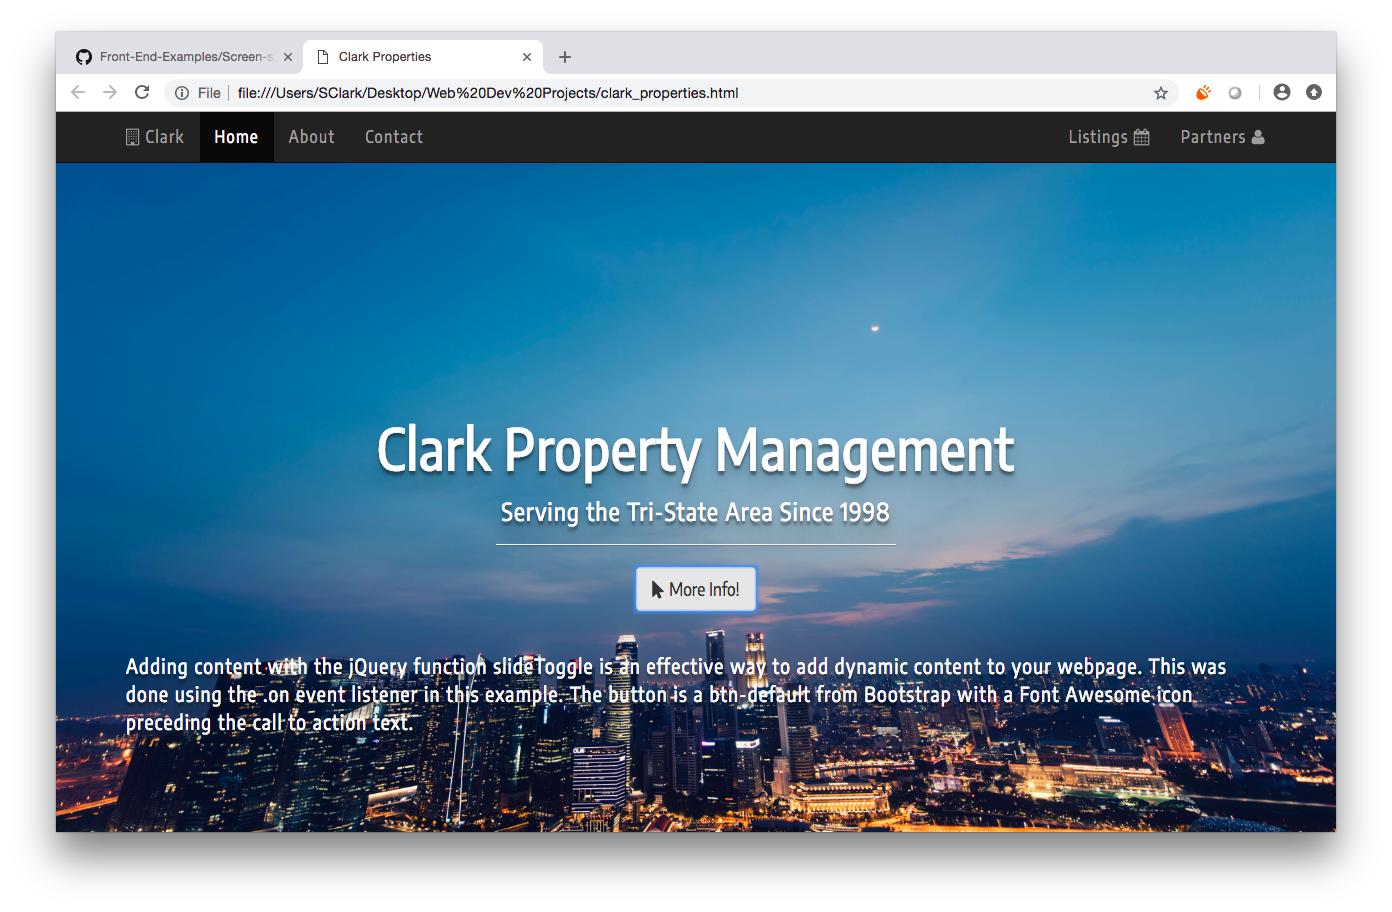 Front-End-Examples/Screen-s
Clark Properties
File file:///Users/SClark/Desktop/Web%20Dev%20Projects/clark_properties.html
Clark Home About Contact Listings Partners
Clark Property Management
Serving the Tri-State Area Since 1998
More Info!
Adding content with the jQuery function slideToggle is an effective way to add dynamic content to your webpage. This was
done using the .on event listener in this example. The button is a btn-default from Bootstrap with a Font Awesome icon
preceding the call to action text.